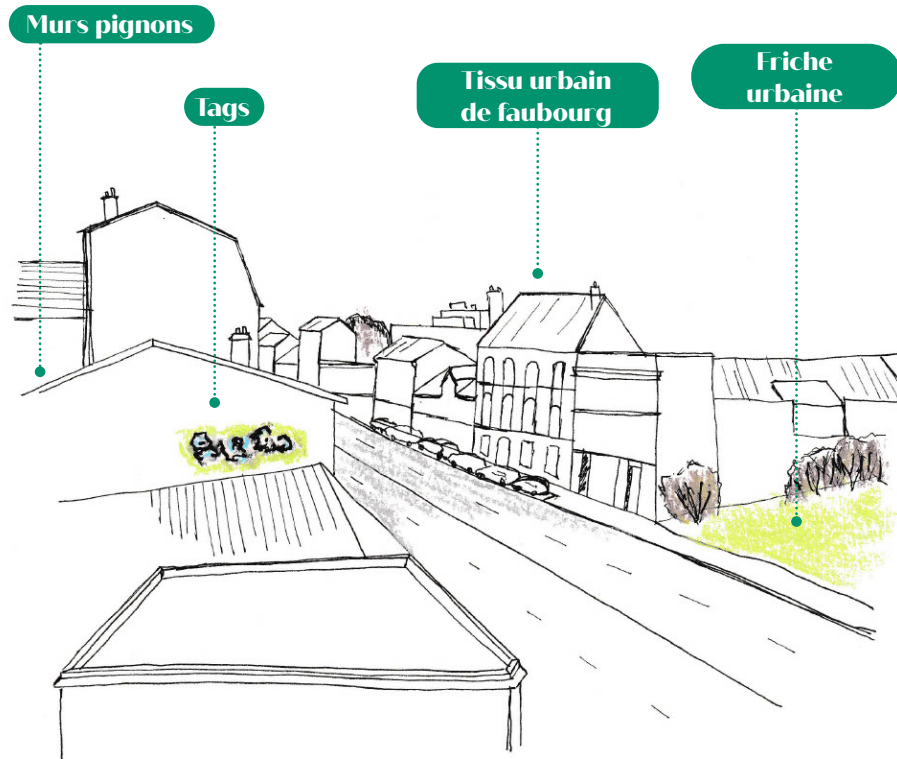 Murs pignons
Tags
Tissu urbain
de faubourg
Friche
urbaine